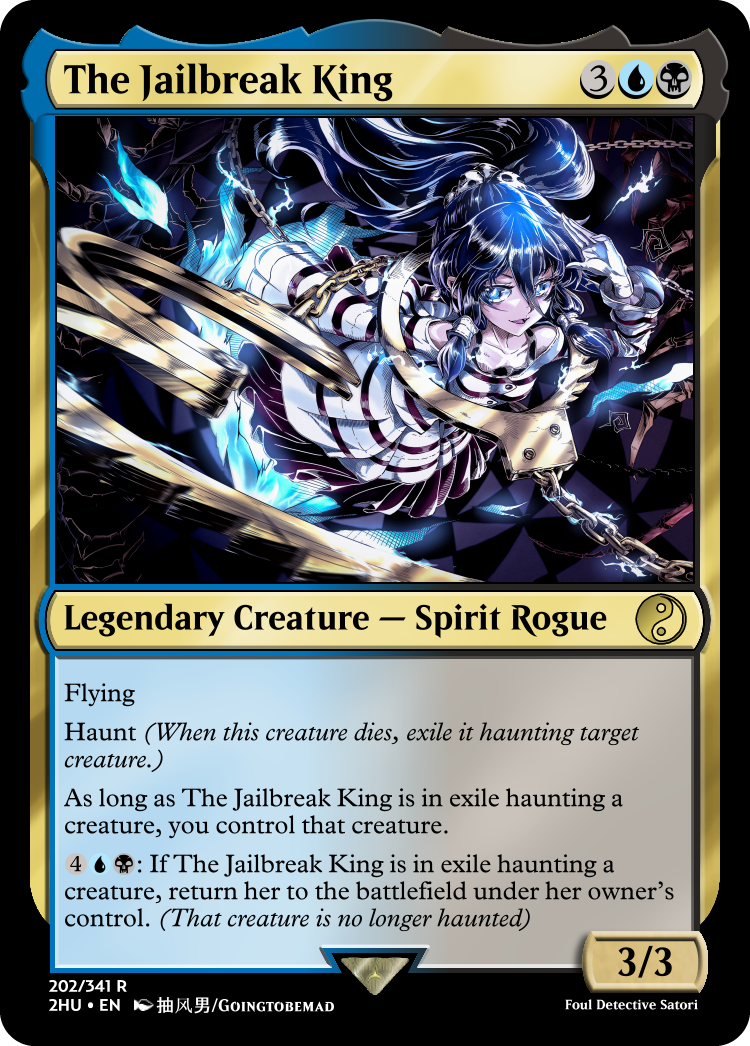 The Jailbreak King
3
Legendary Creature — Spirit Rogue
Flying
Haunt (When this creature dies, exile it haunting target
creature.)
As long as The Jailbreak King is in exile haunting a
creature, you control that creature.
4 : If The Jailbreak King is in exile haunting a
creature, return her to the battlefield under her owner's
control. (That creature is no longer haunted)
3/3
202/341 R
2HU • EN 抽风男/Goingtobemad
Foul Detective Satori